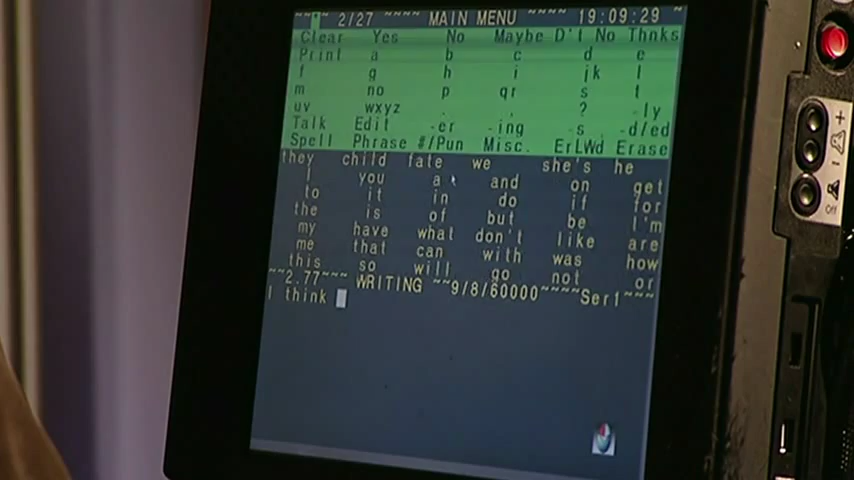 ~~*~ 2/27 ~~~~ MAIN MENU ~~~~ 19:09:29 ~
Clear Yes No Maybe D't No Thnks
Print a b c d e
f g h i jk l
m no p qr s t
uv wxyz . , ? -ly
Talk Edit -er -ing -s -d/ed
Spell Phrase #/Pun Misc. ErLWd Erase
they child fate we she's he
I you a and on get
to it in do if for
the is of but be I'm
my have what don't like are
me that can with was how
this so will go not or
~~2.77~~~ WRITING ~~9/8/60000~~~~Ser1~~~
I think
Off